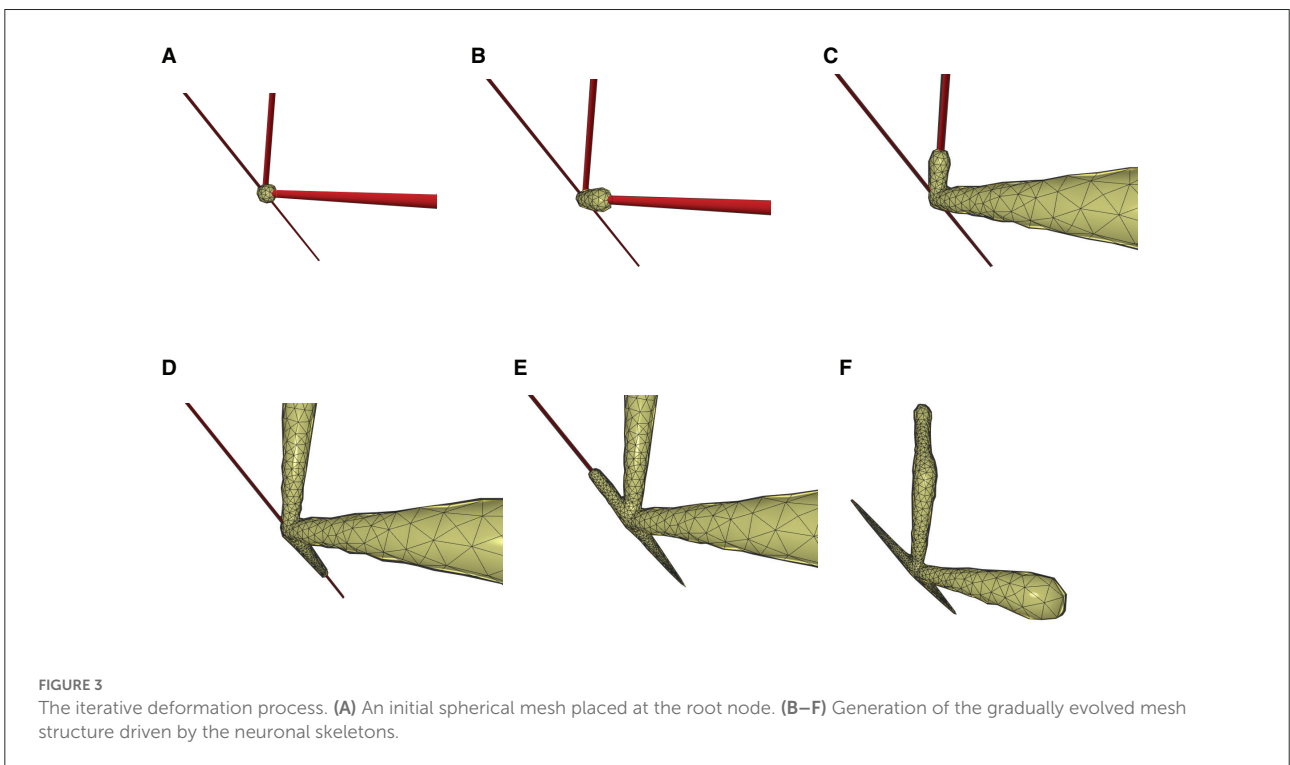 A
B
C
D
E
F
FIGURE 3
The iterative deformation process. (A) An initial spherical mesh placed at the root node. (B–F) Generation of the gradually evolved mesh
structure driven by the neuronal skeletons.